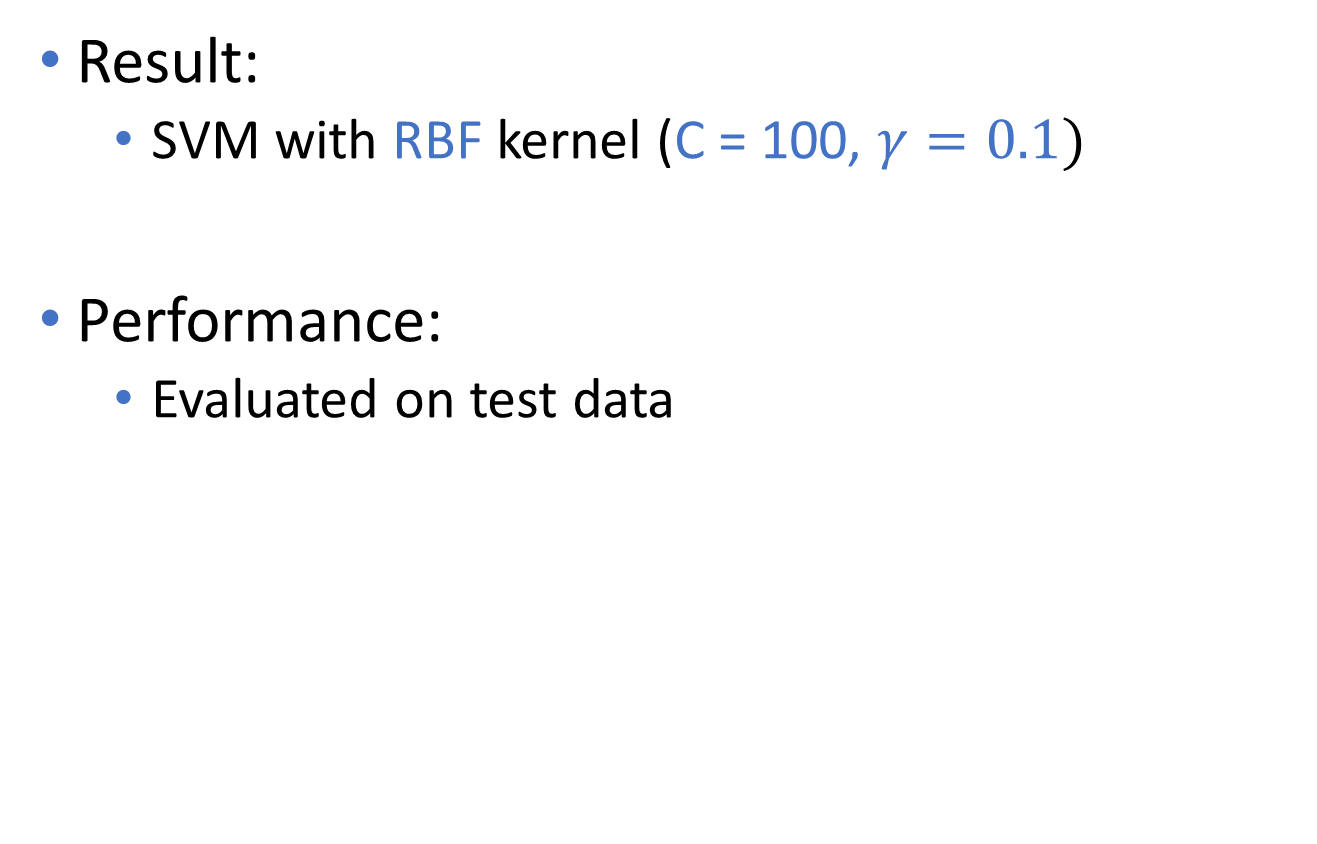 • Result:
• SVM with RBF kernel (C = 100, γ = 0.1)
• Performance:
• Evaluated on test data